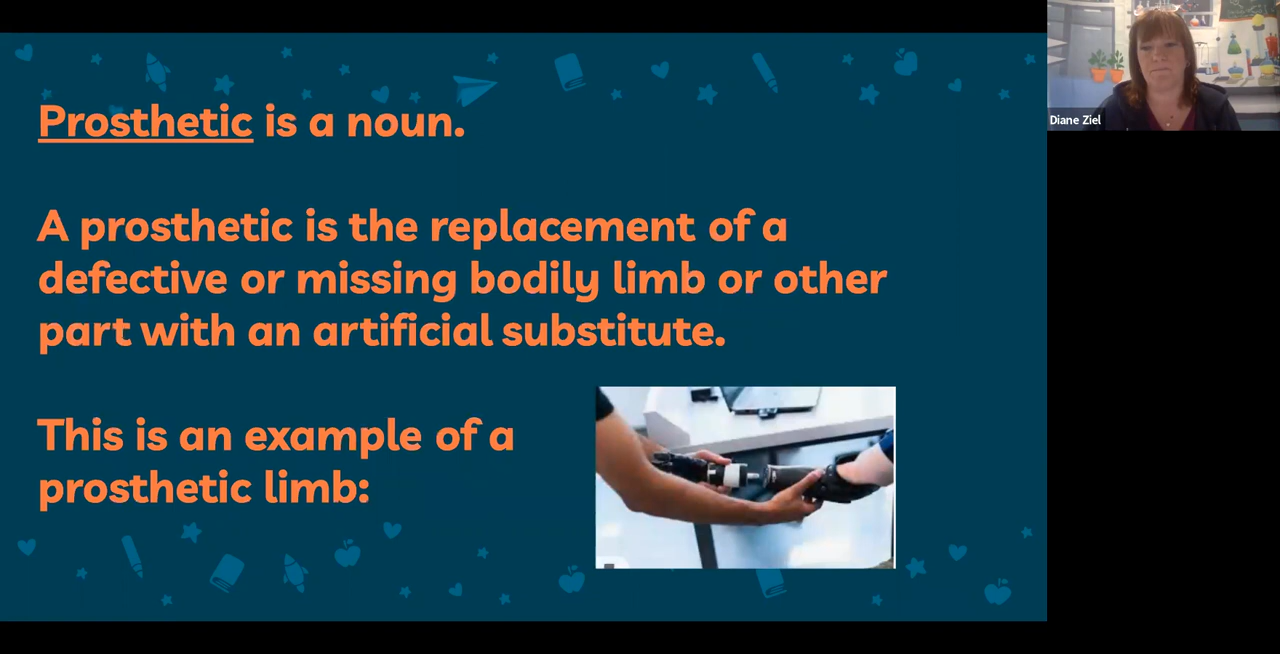 Prosthetic is a noun.
A prosthetic is the replacement of a
defective or missing bodily limb or other
part with an artificial substitute.
This is an example of a
prosthetic limb:
Diane Ziel